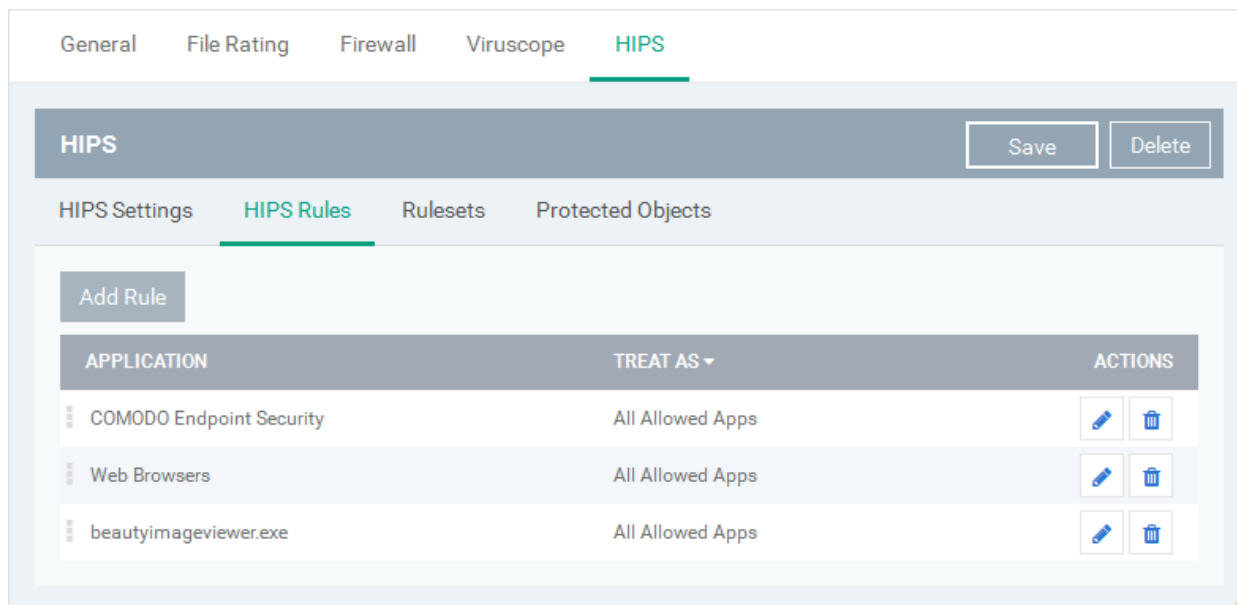 General File Rating Firewall Viruscope HIPS
HIPS Save Delete
HIPS Settings HIPS Rules Rulesets Protected Objects
Add Rule
APPLICATION TREAT AS ACTIONS
COMODO Endpoint Security All Allowed Apps
Web Browsers All Allowed Apps
beautyimageviewer.exe All Allowed Apps